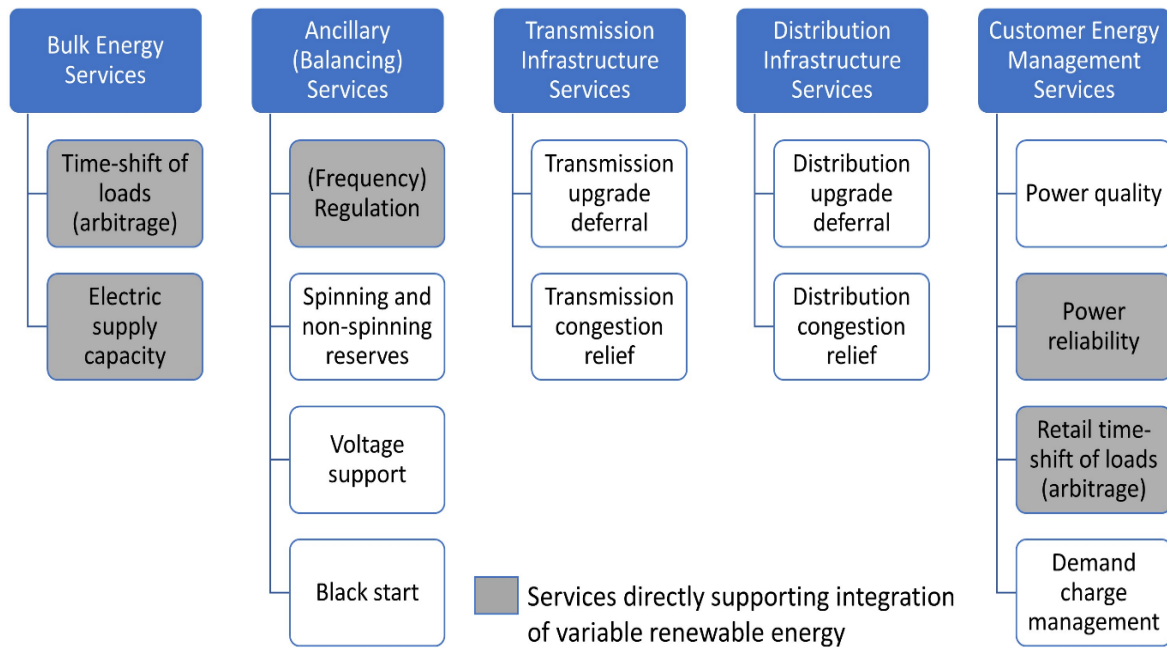 Bulk Energy
Services
Time-shift of
loads
(arbitrage)
Electric
supply
capacity
Ancillary
(Balancing)
Services
(Frequency)
Regulation
Spinning and
non-spinning
reserves
Voltage
support
Black start
Transmission
Infrastructure
Services
Transmission
upgrade
deferral
Transmission
congestion
relief
Distribution
Infrastructure
Services
Distribution
upgrade
deferral
Distribution
congestion
relief
Customer Energy
Management
Services
Power quality
Power
reliability
Retail time-
shift of loads
(arbitrage)
Demand
charge
management
Services directly supporting integration
of variable renewable energy